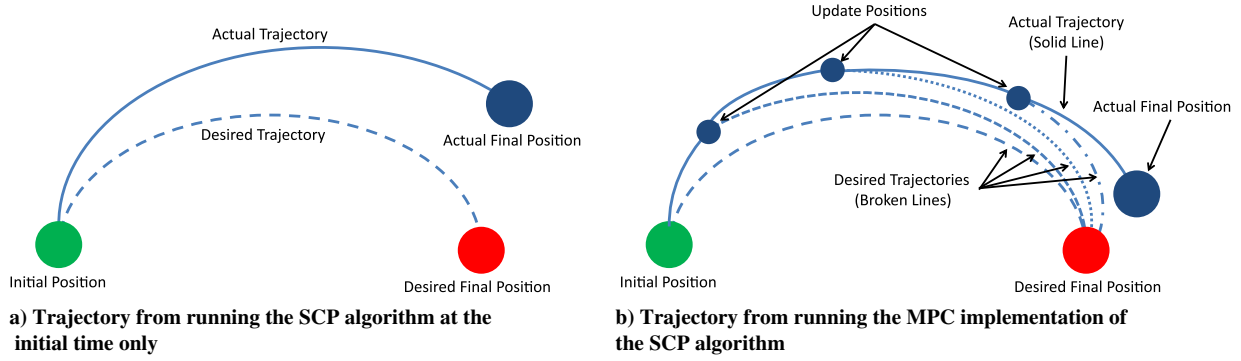 Actual Trajectory
Desired Trajectory
Actual Final Position
Initial Position
Desired Final Position
a) Trajectory from running the SCP algorithm at the
initial time only
Update Positions
Actual Trajectory
(Solid Line)
Actual Final Position
Desired Trajectories
(Broken Lines)
Initial Position
Desired Final Position
b) Trajectory from running the MPC implementation of
the SCP algorithm